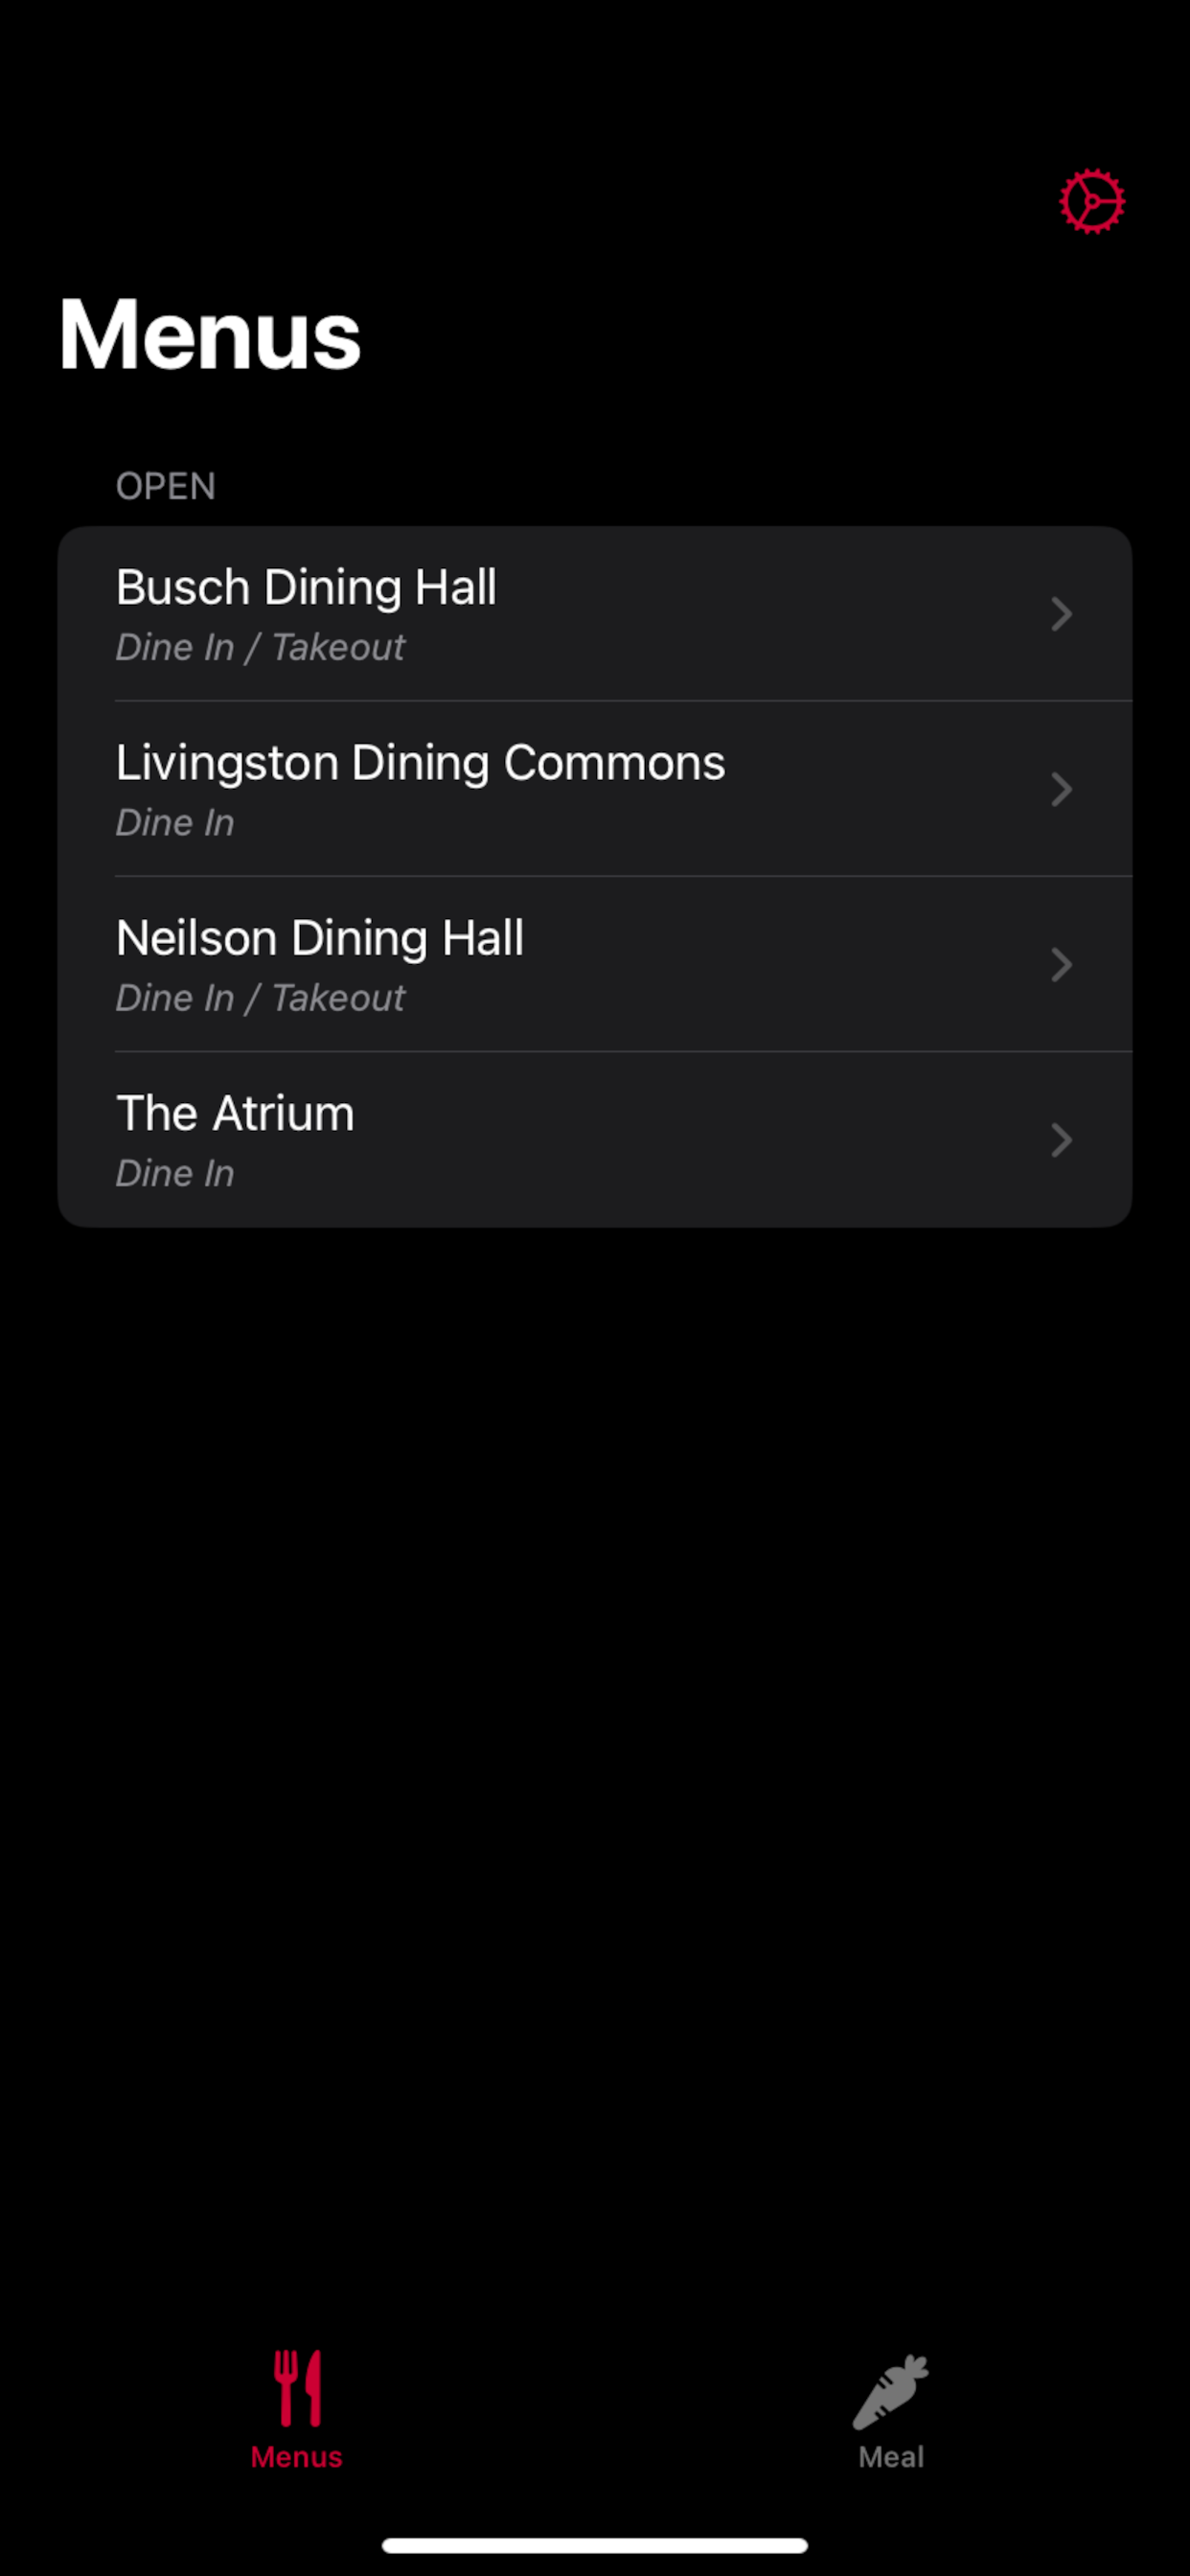 Menus
OPEN
Busch Dining Hall
Dine In / Takeout
Livingston Dining Commons
Dine In
Neilson Dining Hall
Dine In / Takeout
The Atrium
Dine In
Menus
Meal